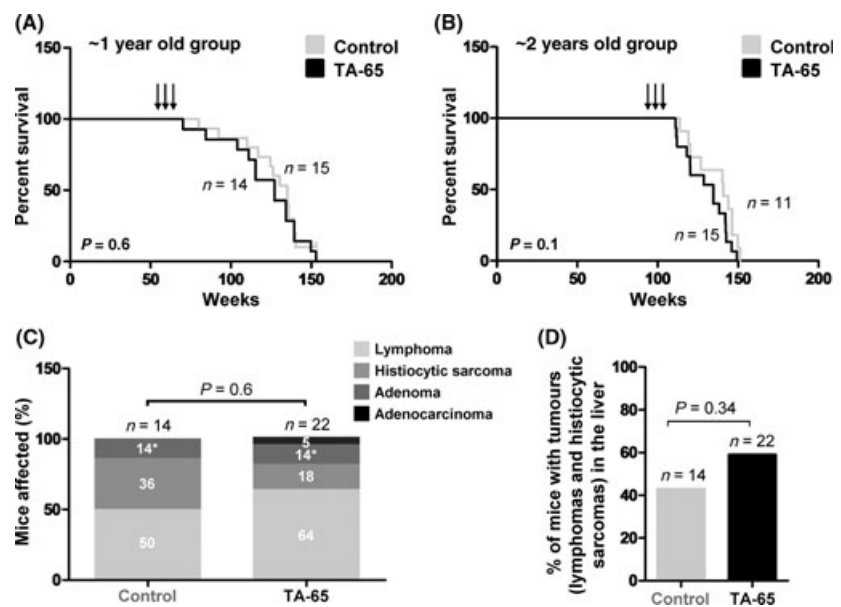 (A)
~1 year old group
Control
TA-65
Percent survival
150
100
50
0
n = 15
n = 14
P = 0.6
0 50 100 150 200
Weeks
(B)
~2 years old group
Control
TA-65
Percent survival
150
100
50
0
n = 11
n = 15
P = 0.1
0 50 100 150 200
Weeks
(C)
Lymphoma
Histiocytic sarcoma
Adenoma
Adenocarcinoma
Mice affected (%)
150
100
50
0
P = 0.6
n = 14
n = 22
14*
36
50
5
14*
18
64
Control
TA-65
(D)
% of mice with tumours
(lymphomas and histiocytic
sarcomas) in the liver
100
80
60
40
20
0
P = 0.34
n = 22
n = 14
Control
TA-65